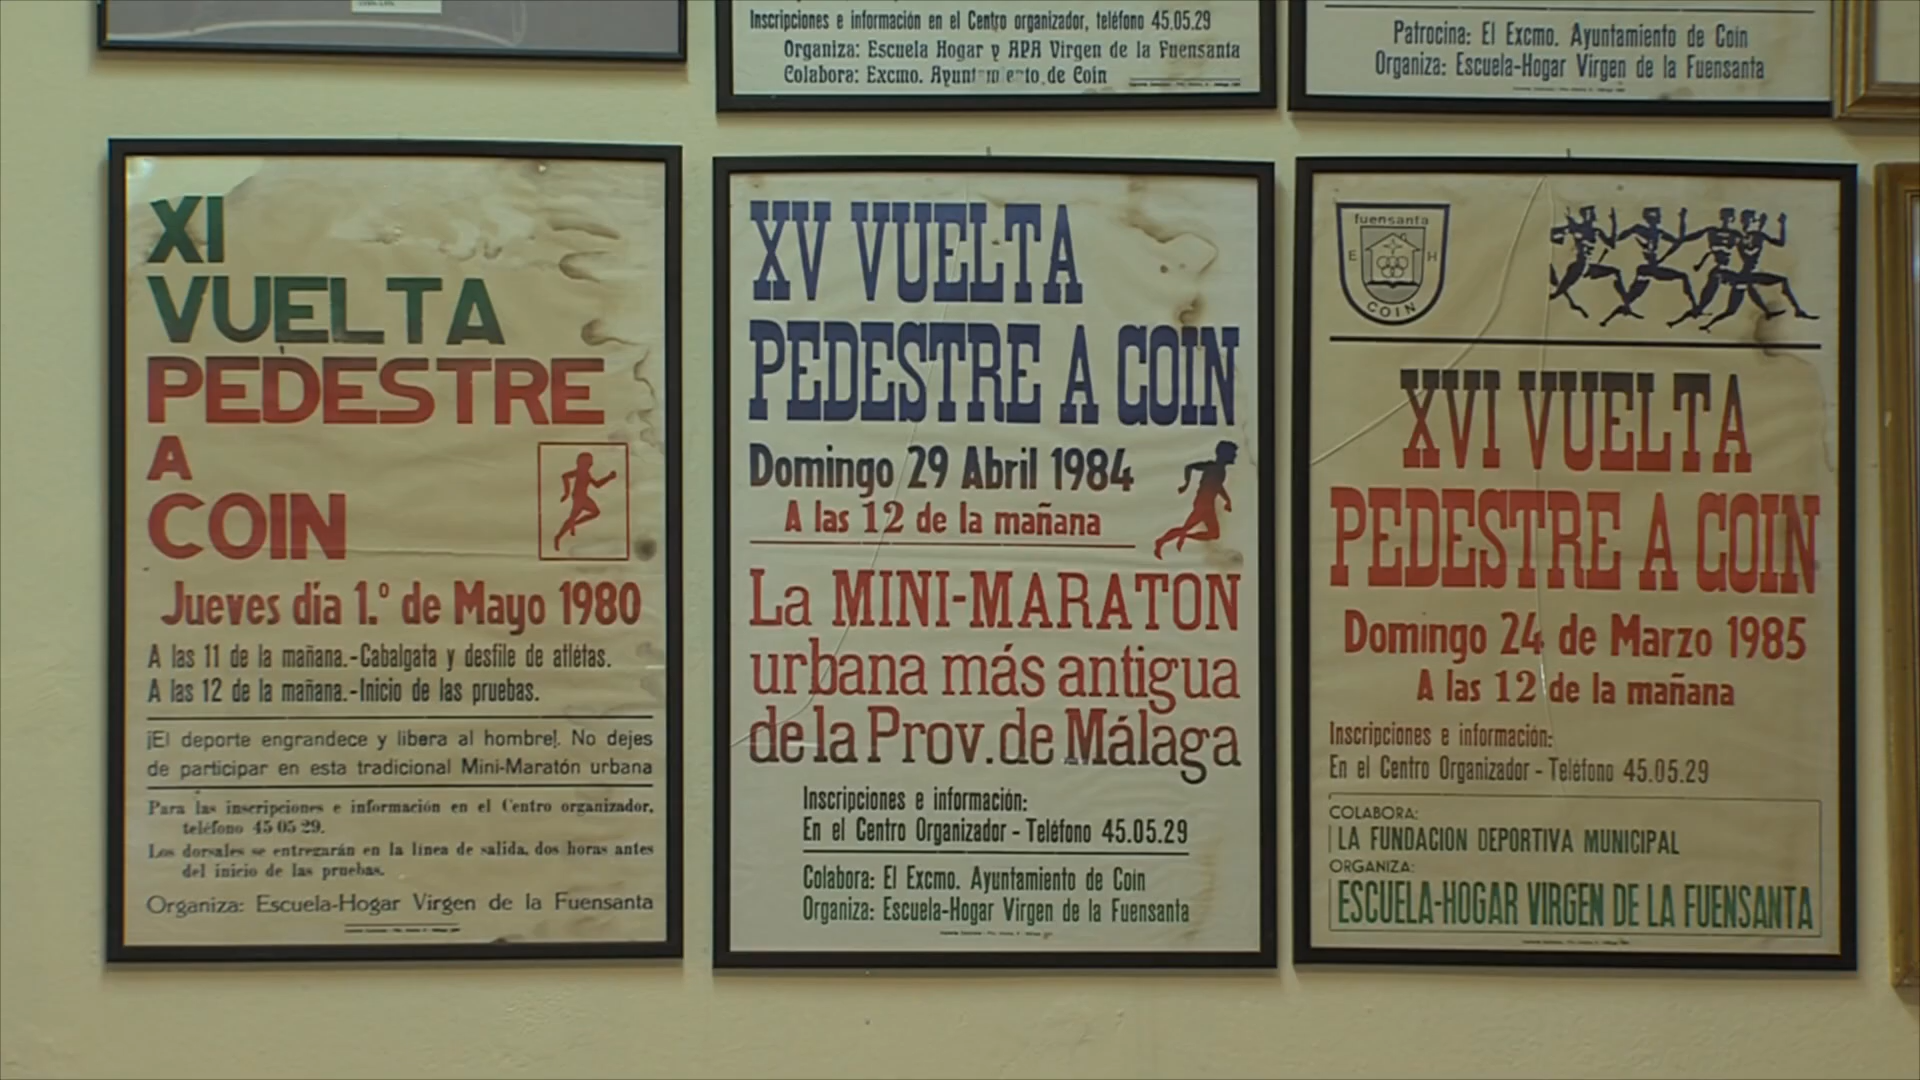 Inscripciones e información en el Centro organizador, teléfono 45.05.29
Organiza: Escuela Hogar y APA Virgen de la Fuensanta
Colabora: Excmo. Ayuntamiento de Coin
Patrocina: El Excmo. Ayuntamiento de Coin
Organiza: Escuela-Hogar Virgen de la Fuensanta
XI
VUELTA
PEDESTRE
A
COIN
Jueves día 1.º de Mayo 1980
A las 11 de la mañana.-Cabalgata y desfile de atletas.
A las 12 de la mañana.-Inicio de las pruebas.
¡El deporte engrandece y libera al hombre!. No dejes
de participar en esta tradicional Mini-Maratón urbana
Para las inscripciones e información en el Centro organizador,
teléfono 45 05 29.
Los dorsales se entregarán en la línea de salida, dos horas antes
del inicio de las pruebas.
Organiza: Escuela-Hogar Virgen de la Fuensanta
XV VUELTA
PEDESTRE A COIN
Domingo 29 Abril 1984
A las 12 de la mañana
La MINI-MARATON
urbana más antigua
de la Prov. de Málaga
Inscripciones e información:
En el Centro Organizador - Teléfono 45.05.29
Colabora: El Excmo. Ayuntamiento de Coin
Organiza: Escuela-Hogar Virgen de la Fuensanta
fuensanta
E H
COIN
XVI VUELTA
PEDESTRE A COIN
Domingo 24 de Marzo 1985
A las 12 de la mañana
Inscripciones e información:
En el Centro Organizador - Teléfono 45.05.29
COLABORA:
LA FUNDACION DEPORTIVA MUNICIPAL
ORGANIZA:
ESCUELA-HOGAR VIRGEN DE LA FUENSANTA